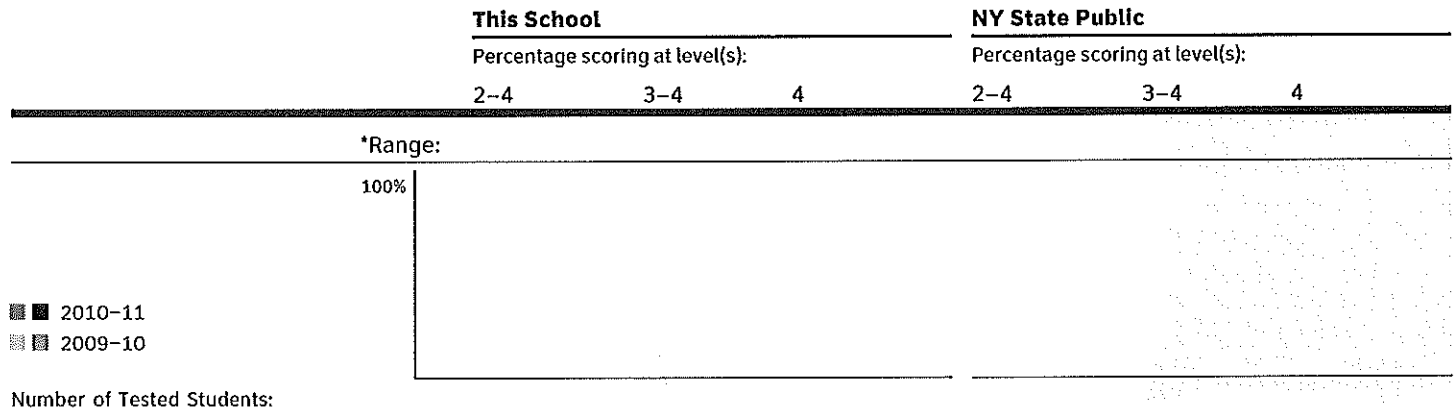 This School NY State Public
Percentage scoring at level(s): Percentage scoring at level(s):
2–4 3–4 4 2–4 3–4 4
*Range:
100%
2010–11
2009–10
Number of Tested Students: